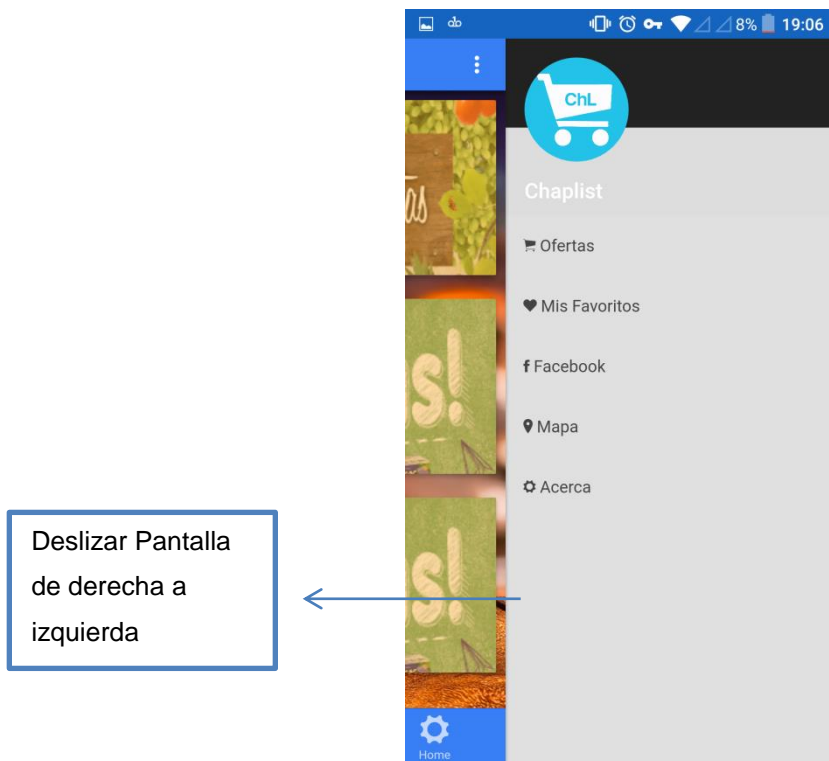 8% 19:06
ChL
Chaplist
Ofertas
Mis Favoritos
Facebook
Mapa
Acerca
Deslizar Pantalla
de derecha a
izquierda
Home